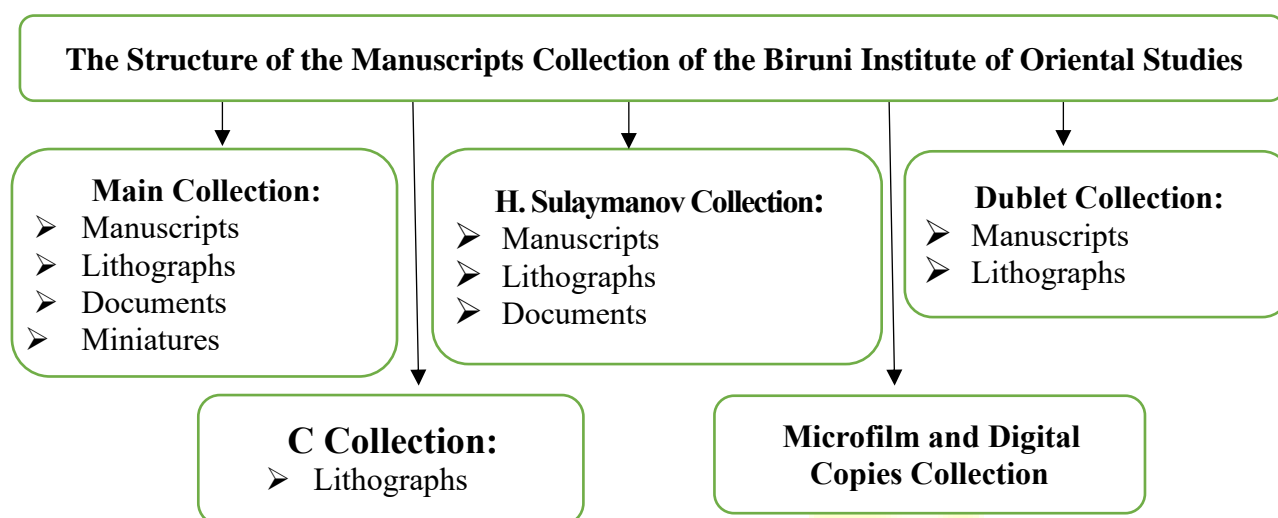 The Structure of the Manuscripts Collection of the Biruni Institute of Oriental Studies
Main Collection:
➢ Manuscripts
➢ Lithographs
➢ Documents
➢ Miniatures
H. Sulaymanov Collection:
➢ Manuscripts
➢ Lithographs
➢ Documents
Dublet Collection:
➢ Manuscripts
➢ Lithographs
C Collection:
➢ Lithographs
Microfilm and Digital
Copies Collection